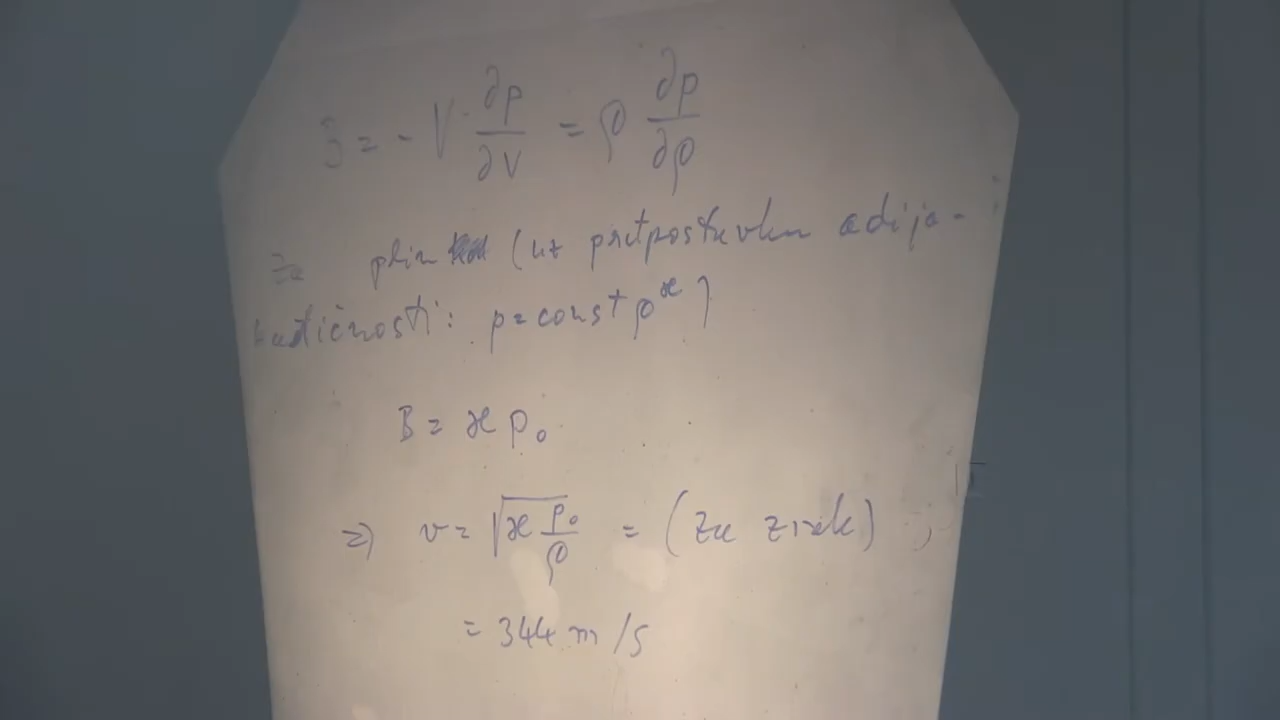 B = - V · ∂p/∂V = ρ ∂p/∂ρ
Za plin (uz pretpostavku adija-
batičnosti: p = const ρ^ϰ)
B = ϰ p₀
=> v = √(ϰ p₀/ρ) = (za zrak)
= 344 m/s